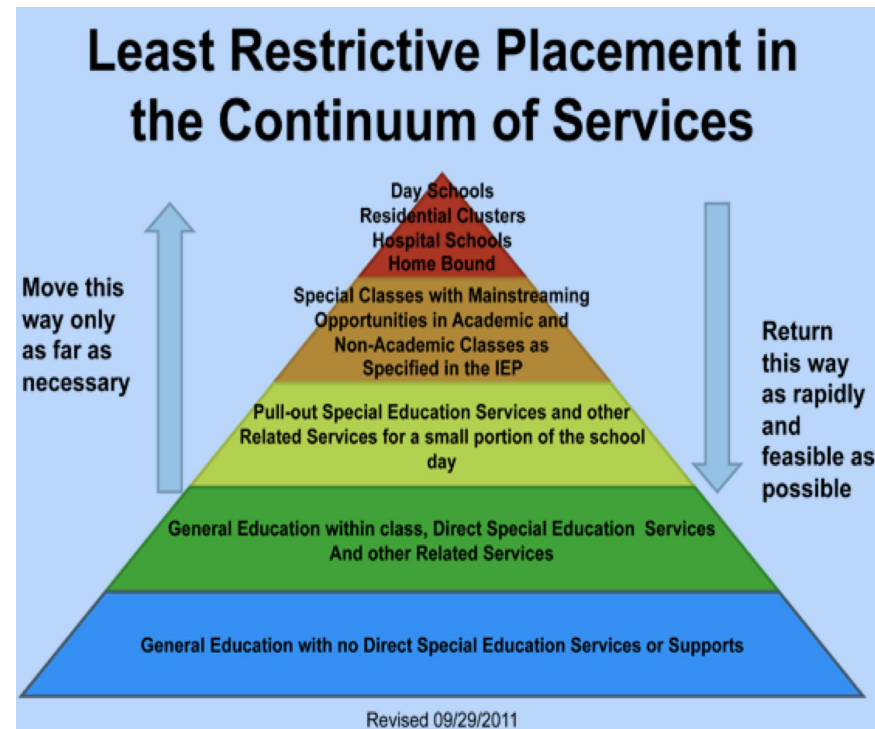 Least Restrictive Placement in
the Continuum of Services
Day Schools
Residential Clusters
Hospital Schools
Home Bound
Move this
way only
as far as
necessary
Special Classes with Mainstreaming
Opportunities in Academic and
Non-Academic Classes as
Specified in the IEP
Return
this way
as rapidly
and
feasible as
possible
Pull-out Special Education Services and other
Related Services for a small portion of the school
day
General Education within class, Direct Special Education Services
And other Related Services
General Education with no Direct Special Education Services or Supports
Revised 09/29/2011